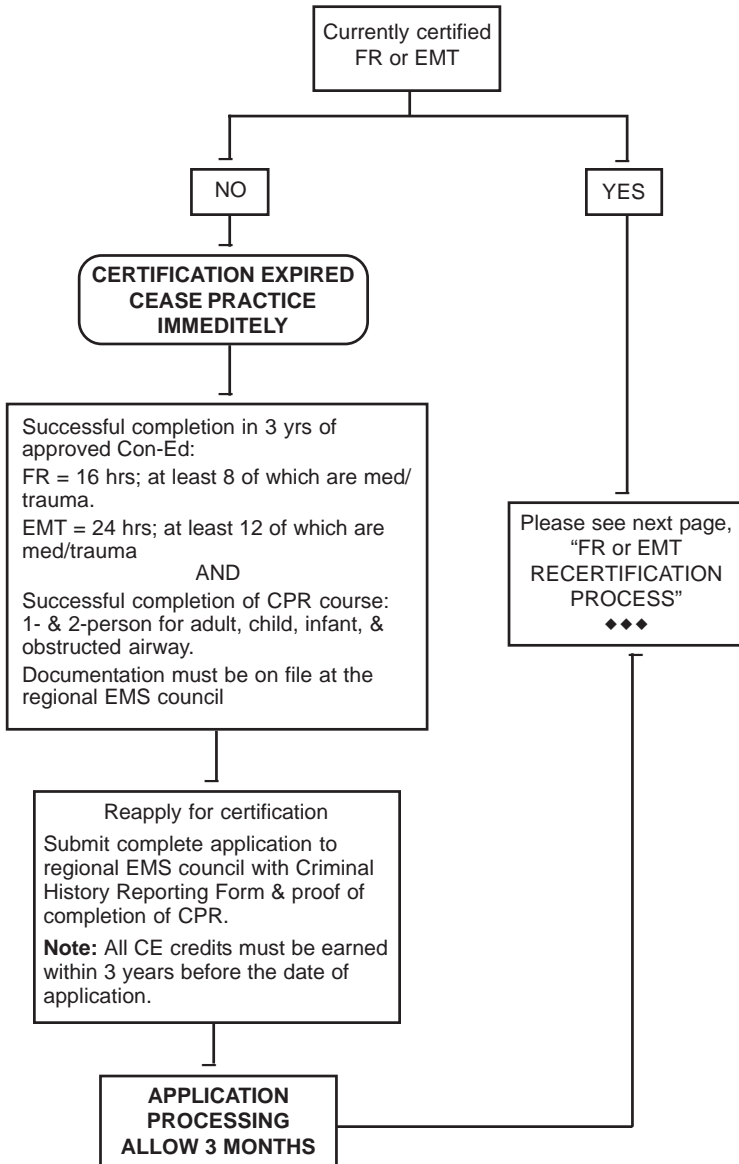 Currently certified
FR or EMT
NO
YES
CERTIFICATION EXPIRED
CEASE PRACTICE
IMMEDITELY
Successful completion in 3 yrs of
approved Con-Ed:
FR = 16 hrs; at least 8 of which are med/
trauma.
EMT = 24 hrs; at least 12 of which are
med/trauma
AND
Successful completion of CPR course:
1- & 2-person for adult, child, infant, &
obstructed airway.
Documentation must be on file at the
regional EMS council
Please see next page,
“FR or EMT
RECERTIFICATION
PROCESS”
◆◆◆
Reapply for certification
Submit complete application to
regional EMS council with Criminal
History Reporting Form & proof of
completion of CPR.
Note: All CE credits must be earned
within 3 years before the date of
application.
APPLICATION
PROCESSING
ALLOW 3 MONTHS